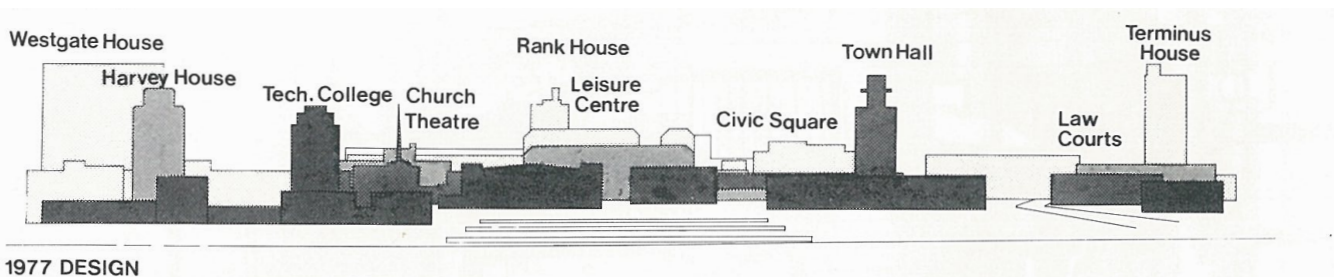 Westgate House
Harvey House
Tech. College
Church
Theatre
Rank House
Leisure
Centre
Civic Square
Town Hall
Law
Courts
Terminus
House
1977 DESIGN